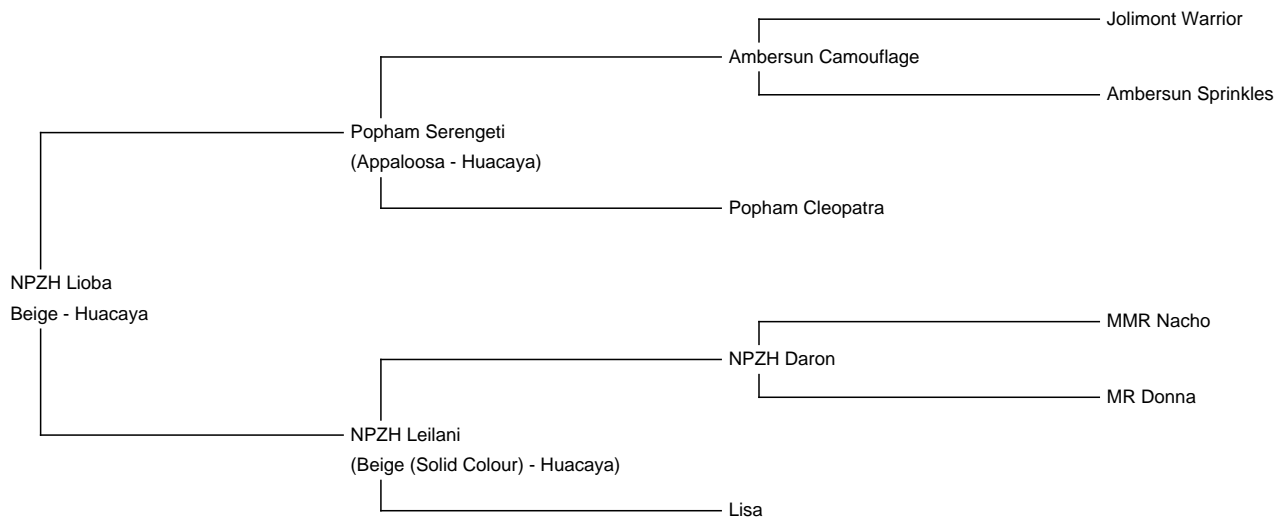 Jolimont Warrior
Ambersun Camouflage
Ambersun Sprinkles
Popham Serengeti
(Appaloosa - Huacaya)
Popham Cleopatra
NPZH Lioba
Beige - Huacaya
MMR Nacho
NPZH Daron
MR Donna
NPZH Leilani
(Beige (Solid Colour) - Huacaya)
Lisa